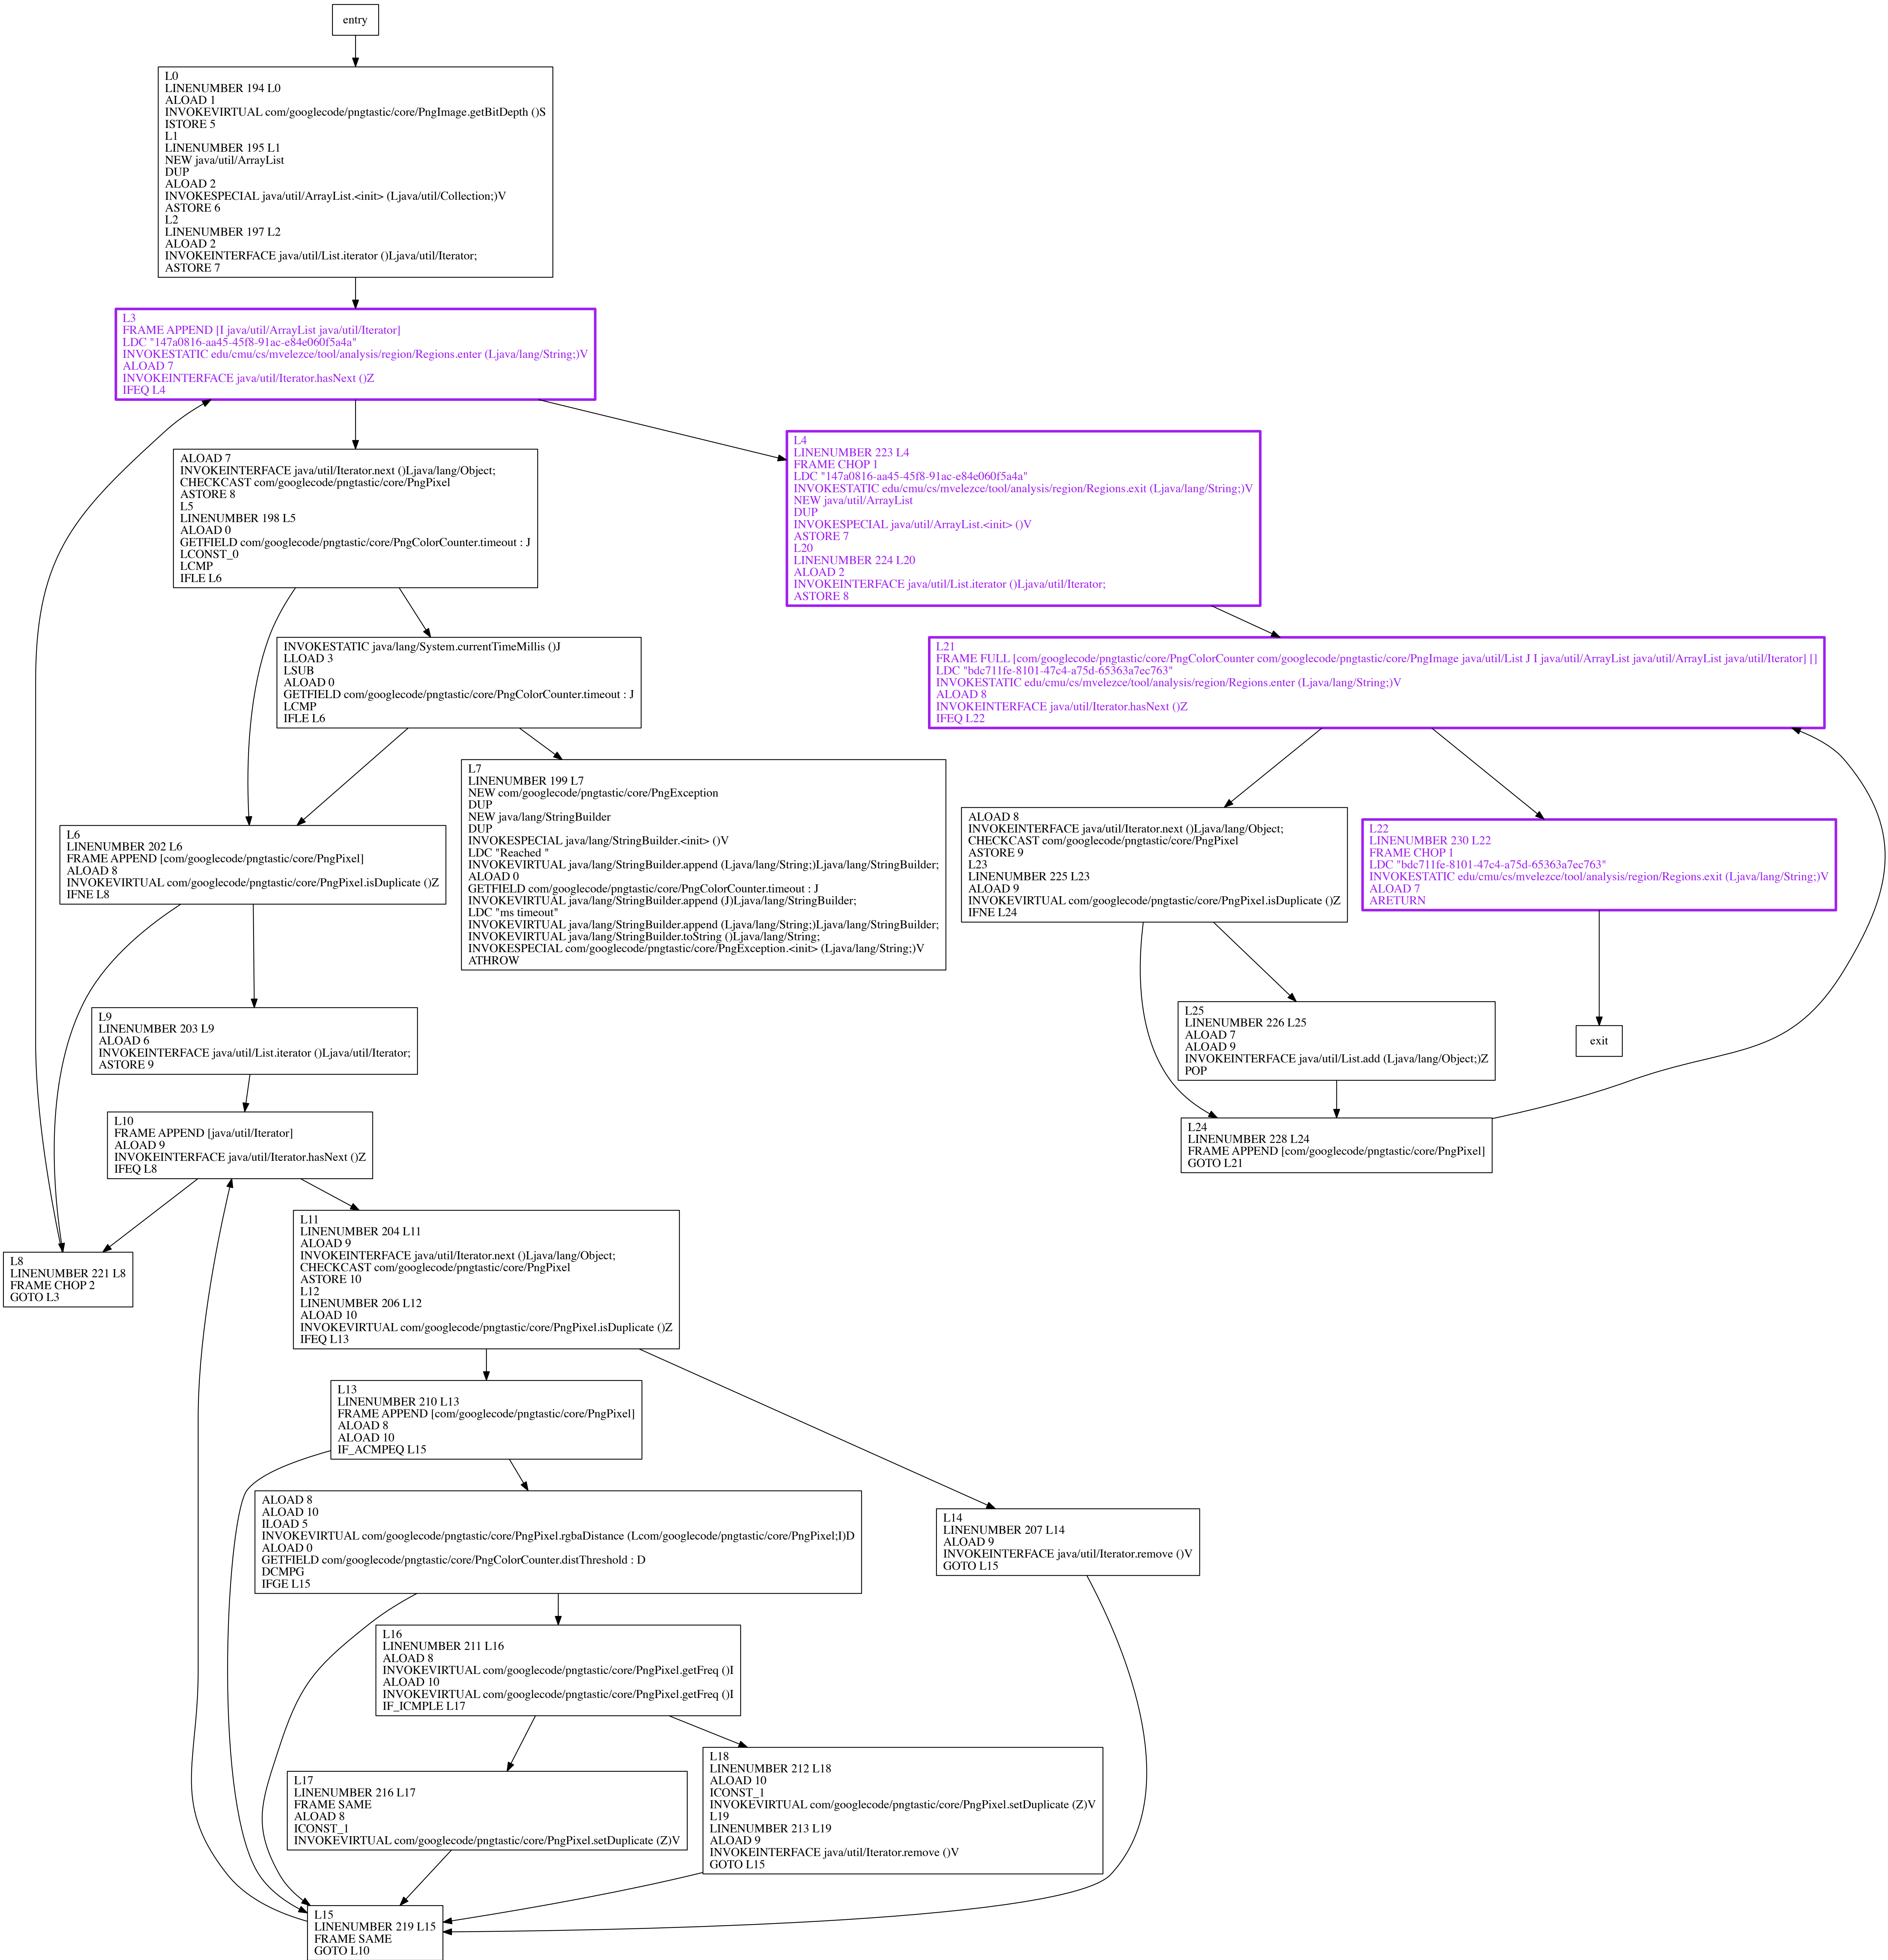 entry
L0
LINENUMBER 194 L0
ALOAD 1
INVOKEVIRTUAL com/googlecode/pngtastic/core/PngImage.getBitDepth ()S
ISTORE 5
L1
LINENUMBER 195 L1
NEW java/util/ArrayList
DUP
ALOAD 2
INVOKESPECIAL java/util/ArrayList.<init> (Ljava/util/Collection;)V
ASTORE 6
L2
LINENUMBER 197 L2
ALOAD 2
INVOKEINTERFACE java/util/List.iterator ()Ljava/util/Iterator;
ASTORE 7
L3
FRAME APPEND [I java/util/ArrayList java/util/Iterator]
LDC "147a0816-aa45-45f8-91ac-e84e060f5a4a"
INVOKESTATIC edu/cmu/cs/mvelezce/tool/analysis/region/Regions.enter (Ljava/lang/String;)V
ALOAD 7
INVOKEINTERFACE java/util/Iterator.hasNext ()Z
IFEQ L4
L4
LINENUMBER 223 L4
FRAME CHOP 1
LDC "147a0816-aa45-45f8-91ac-e84e060f5a4a"
INVOKESTATIC edu/cmu/cs/mvelezce/tool/analysis/region/Regions.exit (Ljava/lang/String;)V
NEW java/util/ArrayList
DUP
INVOKESPECIAL java/util/ArrayList.<init> ()V
ASTORE 7
L20
LINENUMBER 224 L20
ALOAD 2
INVOKEINTERFACE java/util/List.iterator ()Ljava/util/Iterator;
ASTORE 8
ALOAD 7
INVOKEINTERFACE java/util/Iterator.next ()Ljava/lang/Object;
CHECKCAST com/googlecode/pngtastic/core/PngPixel
ASTORE 8
L5
LINENUMBER 198 L5
ALOAD 0
GETFIELD com/googlecode/pngtastic/core/PngColorCounter.timeout : J
LCONST_0
LCMP
IFLE L6
INVOKESTATIC java/lang/System.currentTimeMillis ()J
LLOAD 3
LSUB
ALOAD 0
GETFIELD com/googlecode/pngtastic/core/PngColorCounter.timeout : J
LCMP
IFLE L6
L21
FRAME FULL [com/googlecode/pngtastic/core/PngColorCounter com/googlecode/pngtastic/core/PngImage java/util/List J I java/util/ArrayList java/util/ArrayList java/util/Iterator] []
LDC "bdc711fe-8101-47c4-a75d-65363a7ec763"
INVOKESTATIC edu/cmu/cs/mvelezce/tool/analysis/region/Regions.enter (Ljava/lang/String;)V
ALOAD 8
INVOKEINTERFACE java/util/Iterator.hasNext ()Z
IFEQ L22
L7
LINENUMBER 199 L7
NEW com/googlecode/pngtastic/core/PngException
DUP
NEW java/lang/StringBuilder
DUP
INVOKESPECIAL java/lang/StringBuilder.<init> ()V
LDC "Reached "
INVOKEVIRTUAL java/lang/StringBuilder.append (Ljava/lang/String;)Ljava/lang/StringBuilder;
ALOAD 0
GETFIELD com/googlecode/pngtastic/core/PngColorCounter.timeout : J
INVOKEVIRTUAL java/lang/StringBuilder.append (J)Ljava/lang/StringBuilder;
LDC "ms timeout"
INVOKEVIRTUAL java/lang/StringBuilder.append (Ljava/lang/String;)Ljava/lang/StringBuilder;
INVOKEVIRTUAL java/lang/StringBuilder.toString ()Ljava/lang/String;
INVOKESPECIAL com/googlecode/pngtastic/core/PngException.<init> (Ljava/lang/String;)V
ATHROW
ALOAD 8
INVOKEINTERFACE java/util/Iterator.next ()Ljava/lang/Object;
CHECKCAST com/googlecode/pngtastic/core/PngPixel
ASTORE 9
L23
LINENUMBER 225 L23
ALOAD 9
INVOKEVIRTUAL com/googlecode/pngtastic/core/PngPixel.isDuplicate ()Z
IFNE L24
L22
LINENUMBER 230 L22
FRAME CHOP 1
LDC "bdc711fe-8101-47c4-a75d-65363a7ec763"
INVOKESTATIC edu/cmu/cs/mvelezce/tool/analysis/region/Regions.exit (Ljava/lang/String;)V
ALOAD 7
ARETURN
L6
LINENUMBER 202 L6
FRAME APPEND [com/googlecode/pngtastic/core/PngPixel]
ALOAD 8
INVOKEVIRTUAL com/googlecode/pngtastic/core/PngPixel.isDuplicate ()Z
IFNE L8
L9
LINENUMBER 203 L9
ALOAD 6
INVOKEINTERFACE java/util/List.iterator ()Ljava/util/Iterator;
ASTORE 9
L25
LINENUMBER 226 L25
ALOAD 7
ALOAD 9
INVOKEINTERFACE java/util/List.add (Ljava/lang/Object;)Z
POP
exit
L10
FRAME APPEND [java/util/Iterator]
ALOAD 9
INVOKEINTERFACE java/util/Iterator.hasNext ()Z
IFEQ L8
L24
LINENUMBER 228 L24
FRAME APPEND [com/googlecode/pngtastic/core/PngPixel]
GOTO L21
L8
LINENUMBER 221 L8
FRAME CHOP 2
GOTO L3
L11
LINENUMBER 204 L11
ALOAD 9
INVOKEINTERFACE java/util/Iterator.next ()Ljava/lang/Object;
CHECKCAST com/googlecode/pngtastic/core/PngPixel
ASTORE 10
L12
LINENUMBER 206 L12
ALOAD 10
INVOKEVIRTUAL com/googlecode/pngtastic/core/PngPixel.isDuplicate ()Z
IFEQ L13
L13
LINENUMBER 210 L13
FRAME APPEND [com/googlecode/pngtastic/core/PngPixel]
ALOAD 8
ALOAD 10
IF_ACMPEQ L15
ALOAD 8
ALOAD 10
ILOAD 5
INVOKEVIRTUAL com/googlecode/pngtastic/core/PngPixel.rgbaDistance (Lcom/googlecode/pngtastic/core/PngPixel;I)D
ALOAD 0
GETFIELD com/googlecode/pngtastic/core/PngColorCounter.distThreshold : D
DCMPG
IFGE L15
L14
LINENUMBER 207 L14
ALOAD 9
INVOKEINTERFACE java/util/Iterator.remove ()V
GOTO L15
L16
LINENUMBER 211 L16
ALOAD 8
INVOKEVIRTUAL com/googlecode/pngtastic/core/PngPixel.getFreq ()I
ALOAD 10
INVOKEVIRTUAL com/googlecode/pngtastic/core/PngPixel.getFreq ()I
IF_ICMPLE L17
L17
LINENUMBER 216 L17
FRAME SAME
ALOAD 8
ICONST_1
INVOKEVIRTUAL com/googlecode/pngtastic/core/PngPixel.setDuplicate (Z)V
L18
LINENUMBER 212 L18
ALOAD 10
ICONST_1
INVOKEVIRTUAL com/googlecode/pngtastic/core/PngPixel.setDuplicate (Z)V
L19
LINENUMBER 213 L19
ALOAD 9
INVOKEINTERFACE java/util/Iterator.remove ()V
GOTO L15
L15
LINENUMBER 219 L15
FRAME SAME
GOTO L10